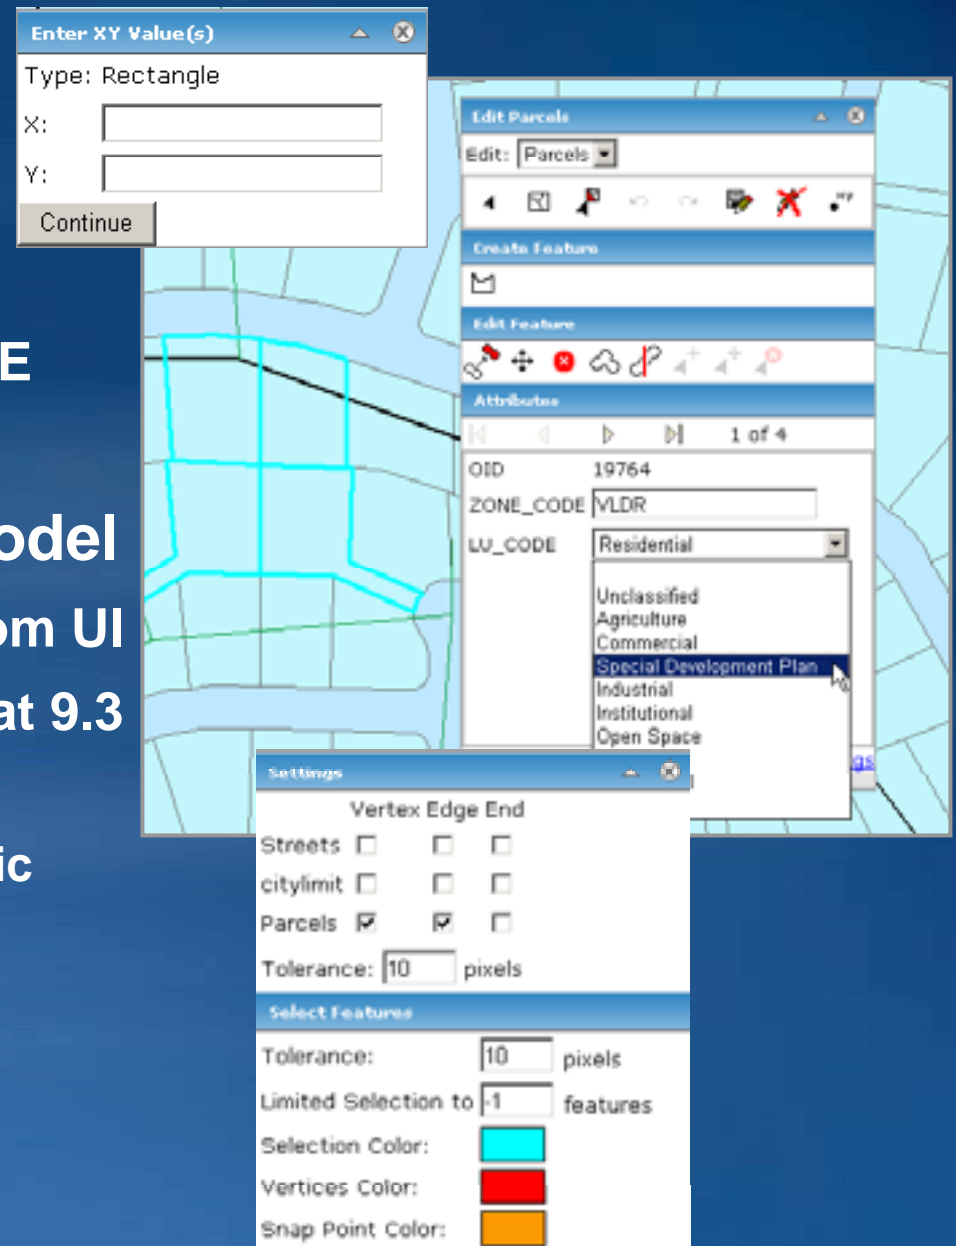 Enter XY Value(s)
Type: Rectangle
X:
Y:
Continue
Edit Parcels
Edit: Parcels
Create Feature
Edit Feature
Attributes
1 of 4
OID 19764
ZONE_CODE VLDR
LU_CODE Residential
Unclassified
Agriculture
Commercial
Special Development Plan
Industrial
Institutional
Open Space
gs
E
odel
om UI
at 9.3
ic
Settings
Vertex Edge End
Streets
citylimit
Parcels
Tolerance: 10 pixels
Select Features
Tolerance: 10 pixels
Limited Selection to -1 features
Selection Color:
Vertices Color:
Snap Point Color: